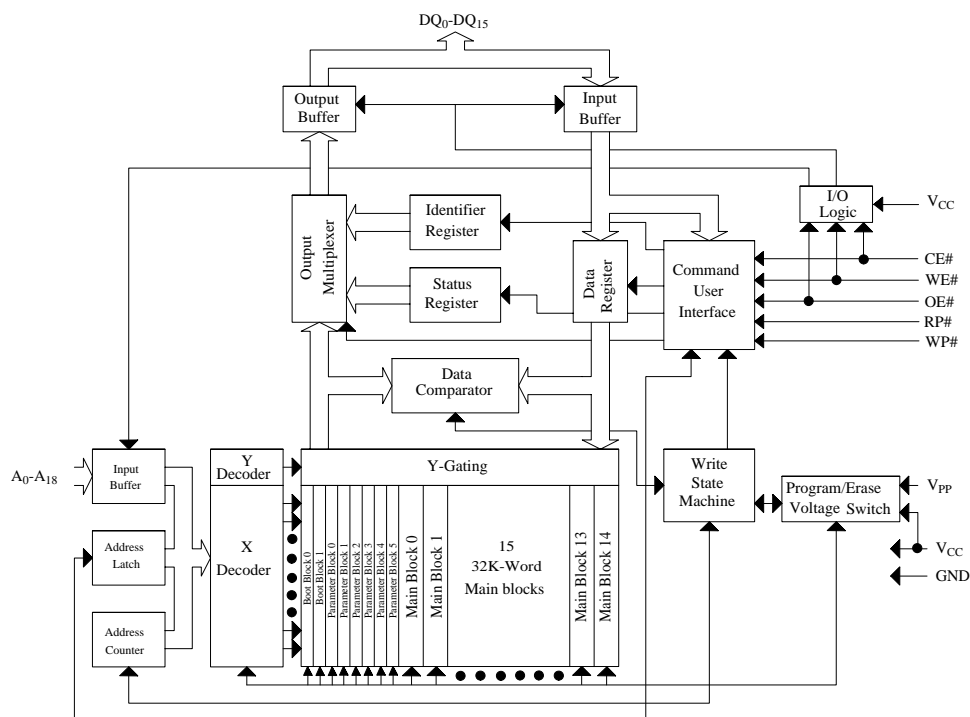 DQ0-DQ15
Output
Buffer
Input
Buffer
I/O
Logic
VCC
Output
Multiplexer
Identifier
Register
Status
Register
Data
Register
Command
User
Interface
CE#
WE#
OE#
RP#
WP#
Data
Comparator
A0-A18
Input
Buffer
Y
Decoder
Y-Gating
Write
State
Machine
Program/Erase
Voltage Switch
VPP
VCC
GND
Address
Latch
X
Decoder
Boot Block 0
Boot Block 1
Parameter Block 0
Parameter Block 1
Parameter Block 2
Parameter Block 3
Parameter Block 4
Parameter Block 5
Main Block 0
Main Block 1
15
32K-Word
Main blocks
Main Block 13
Main Block 14
Address
Counter